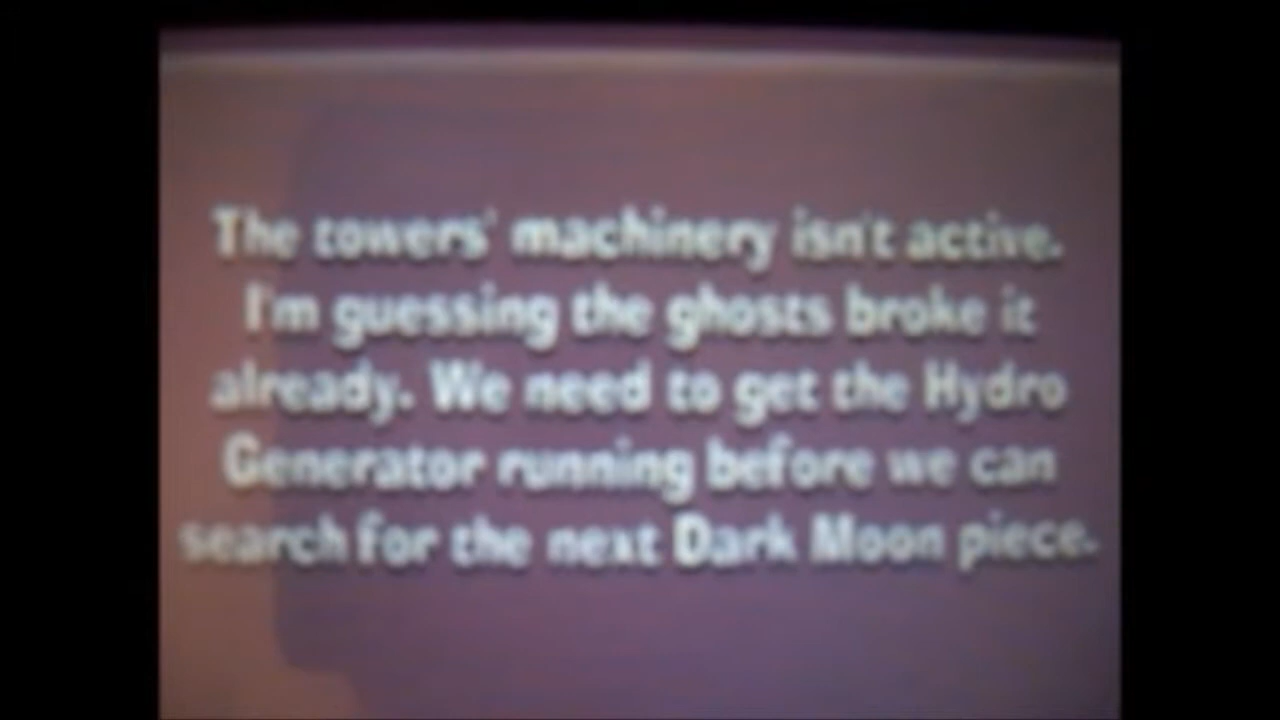 The towers' machinery isn't active.
I'm guessing the ghosts broke it
already. We need to get the Hydro
Generator running before we can
search for the next Dark Moon piece.